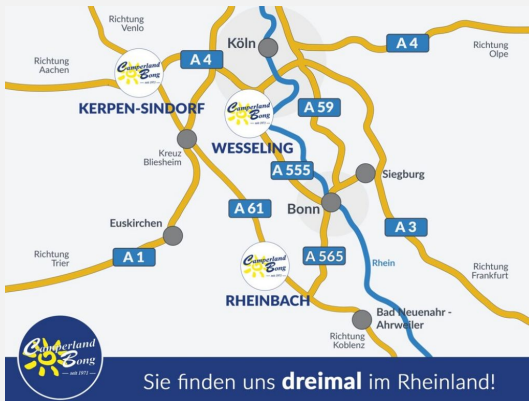 Richtung
Venlo
Köln
A 4
A 4
Richtung
Olpe
Richtung
Aachen
Camperland
Bong
seit 1971
KERPEN-SINDORF
A 59
Camperland
Bong
seit 1971
WESSELING
Kreuz
Bliesheim
A 555
Siegburg
Bonn
A 61
Euskirchen
A 3
Richtung
Trier
A 1
A 565
Rhein
Camperland
Bong
seit 1971
Richtung
Frankfurt
RHEINBACH
Bad Neuenahr -
Ahrweiler
Richtung
Koblenz
Camperland
Bong
seit 1971
Sie finden uns dreimal im Rheinland!